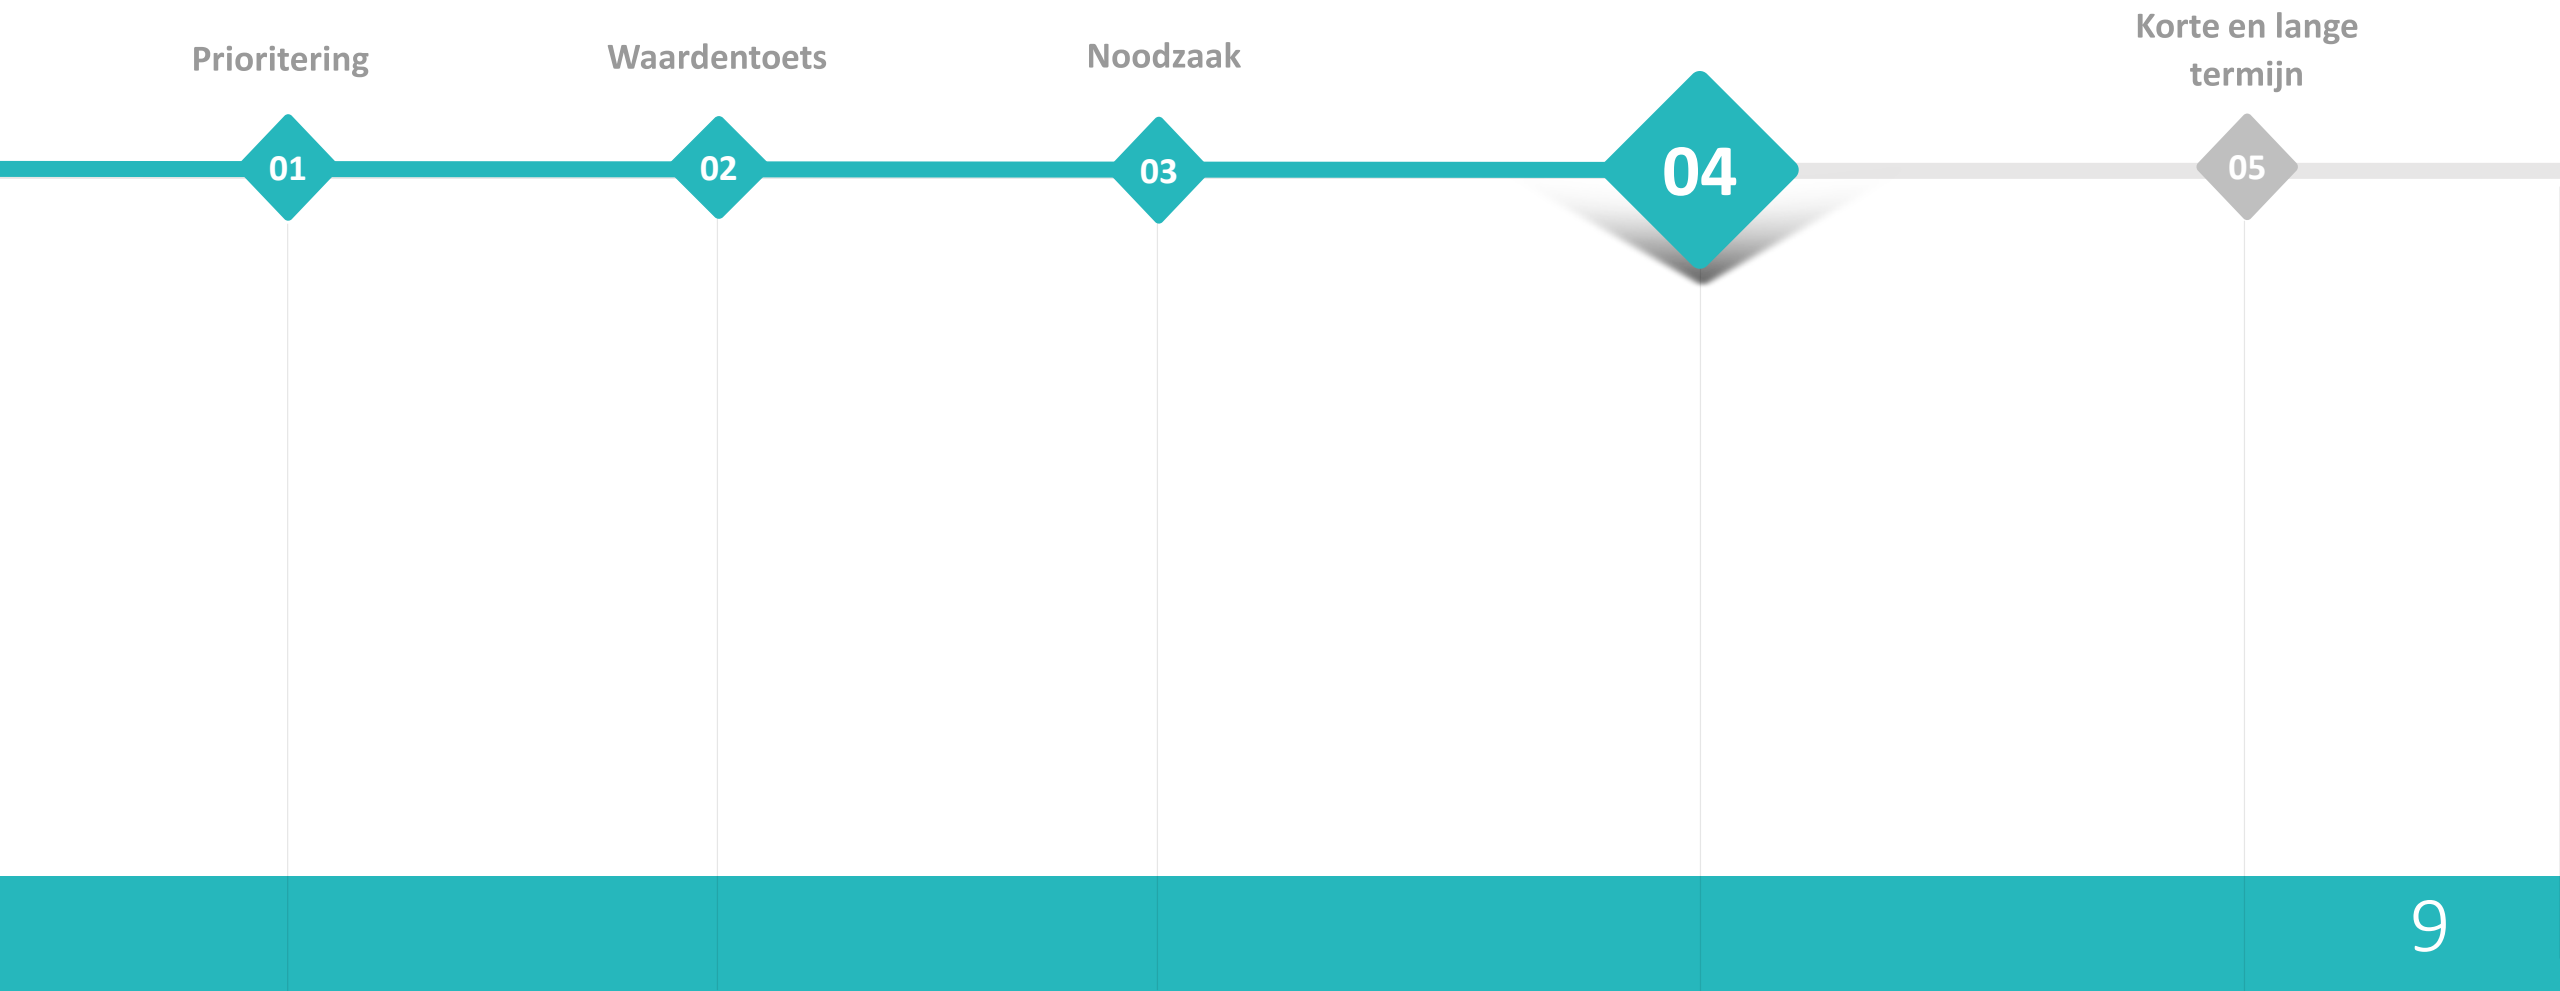 Prioritering
Waardentoets
Noodzaak
Korte en lange
termijn
01
02
03
04
05
9